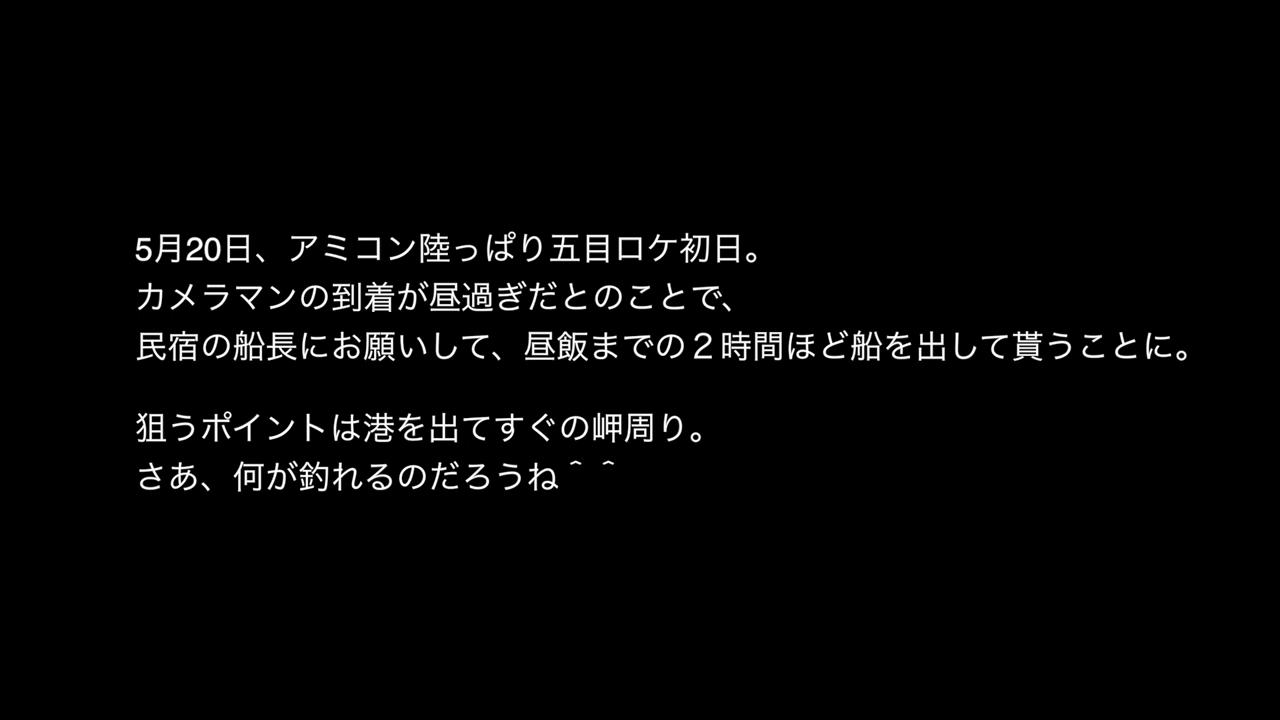 5月20日、アミコン陸っぱり五目ロケ初日。
カメラマンの到着が昼過ぎだとのことで、
民宿の船長にお願いして、昼飯までの２時間ほど船を出して貰うことに。
狙うポイントは港を出てすぐの岬周り。
さあ、何が釣れるのだろうね＾＾